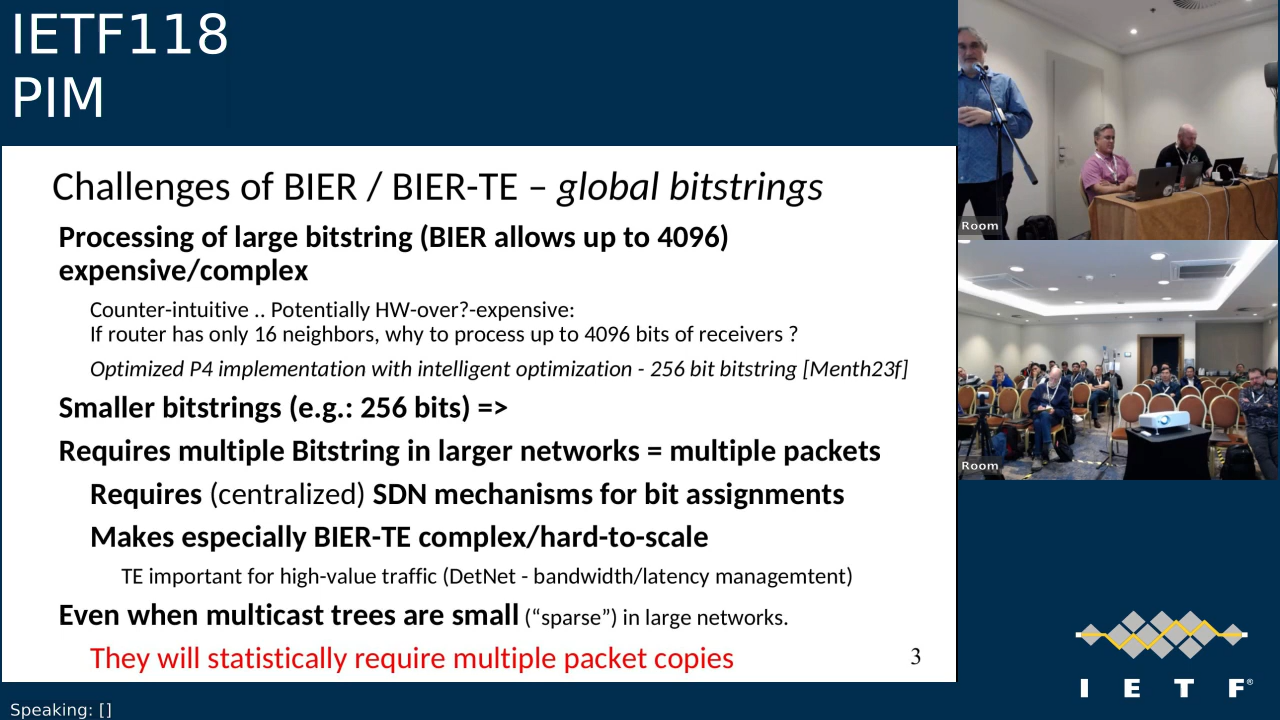 IETF118
PIM
Challenges of BIER / BIER-TE – global bitstrings
Processing of large bitstring (BIER allows up to 4096)
expensive/complex
Counter-intuitive .. Potentially HW-over?-expensive:
If router has only 16 neighbors, why to process up to 4096 bits of receivers ?
Optimized P4 implementation with intelligent optimization - 256 bit bitstring [Menth23f]
Smaller bitstrings (e.g.: 256 bits) =>
Requires multiple Bitstring in larger networks = multiple packets
Requires (centralized) SDN mechanisms for bit assignments
Makes especially BIER-TE complex/hard-to-scale
TE important for high-value traffic (DetNet - bandwidth/latency managemtent)
Even when multicast trees are small (“sparse”) in large networks.
They will statistically require multiple packet copies
3
Room
Room
I E T F®
Speaking: []